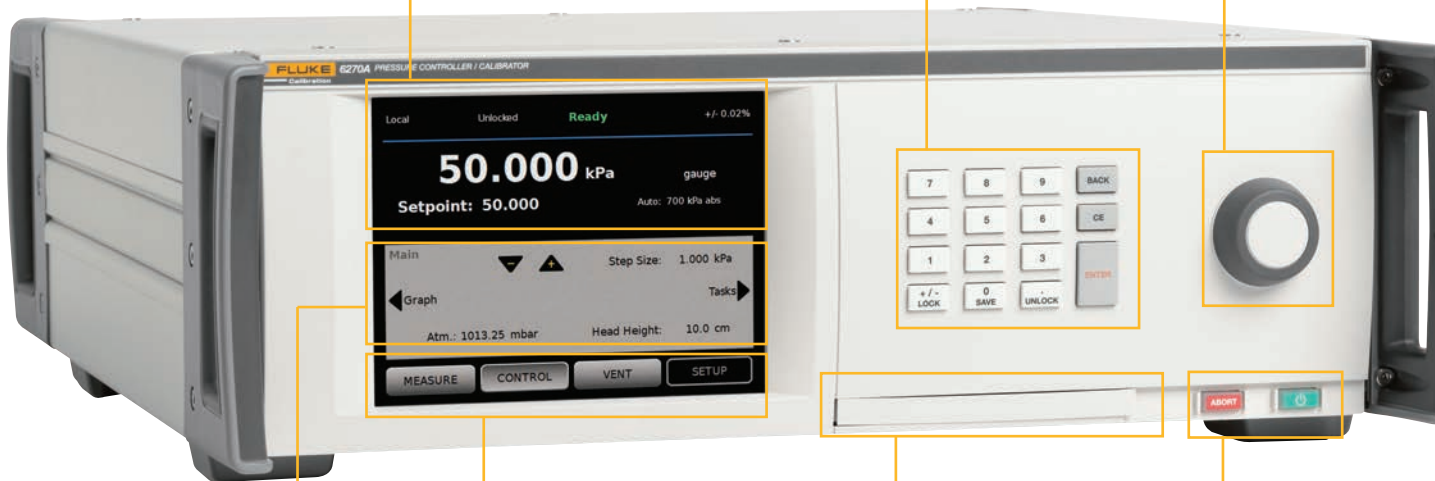 FLUKE 6270A PRESSURE CONTROLLER / CALIBRATOR
Calibration
Local Unlocked Ready +/- 0.02%
50.000 kPa gauge
Setpoint: 50.000 Auto: 700 kPa abs
Main Step Size: 1.000 kPa
Graph Tasks
Atm.: 1013.25 mbar Head Height: 10.0 cm
MEASURE CONTROL VENT SETUP
7 8 9 BACK
4 5 6 CE
1 2 3 ENTER
+/- 0 .
LOCK SAVE UNLOCK
ABORT